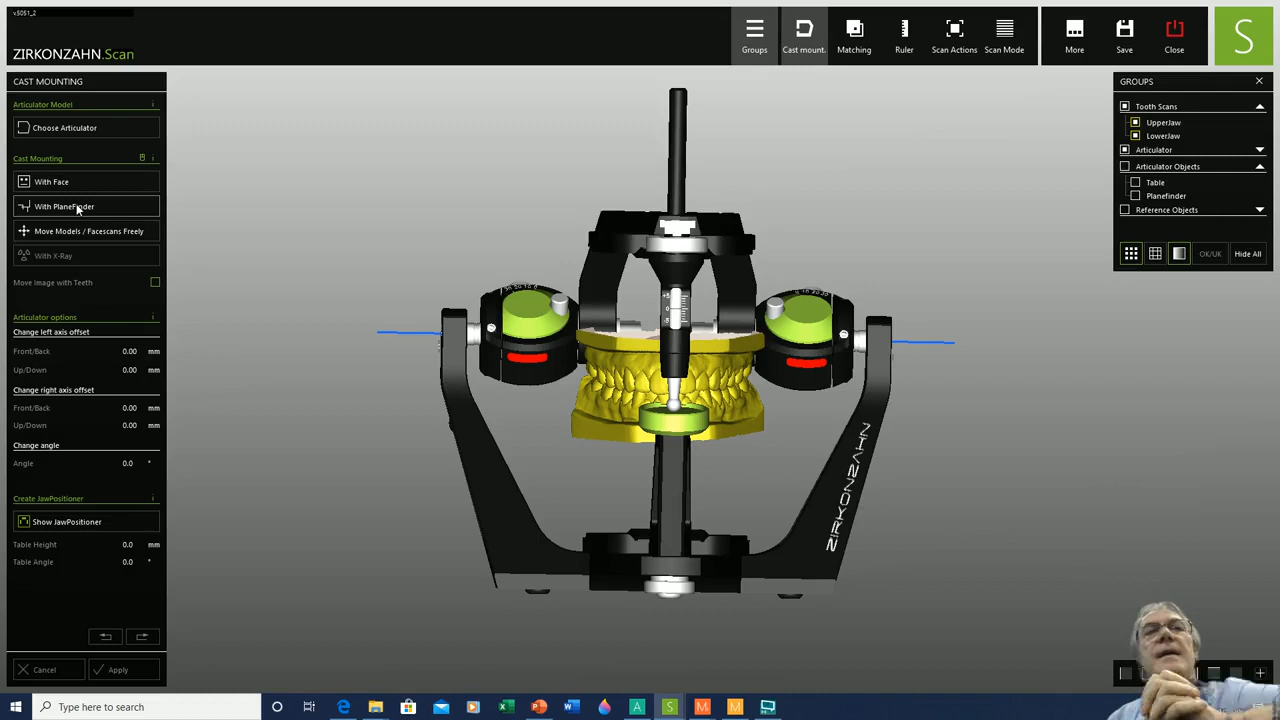 v5051_2
ZIRKONZAHN.Scan
Groups
Cast mount.
Matching
Ruler
Scan Actions
Scan Mode
More
Save
Close
S
CAST MOUNTING
Articulator Model i
Choose Articulator
Cast Mounting i
With Face
With PlaneFinder
Move Models / Facescans Freely
With X-Ray
Move Image with Teeth
Articulator options i
Change left axis offset
Front/Back 0.00 mm
Up/Down 0.00 mm
Change right axis offset
Front/Back 0.00 mm
Up/Down 0.00 mm
Change angle
Angle 0.0 °
Create JawPositioner i
Show JawPositioner
Table Height 0.0 mm
Table Angle 0.0 °
Cancel
Apply
ZIRKONZAHN
GROUPS
Tooth Scans
UpperJaw
LowerJaw
Articulator
Articulator Objects
Table
Planefinder
Reference Objects
OK/UK
Hide All
Type here to search